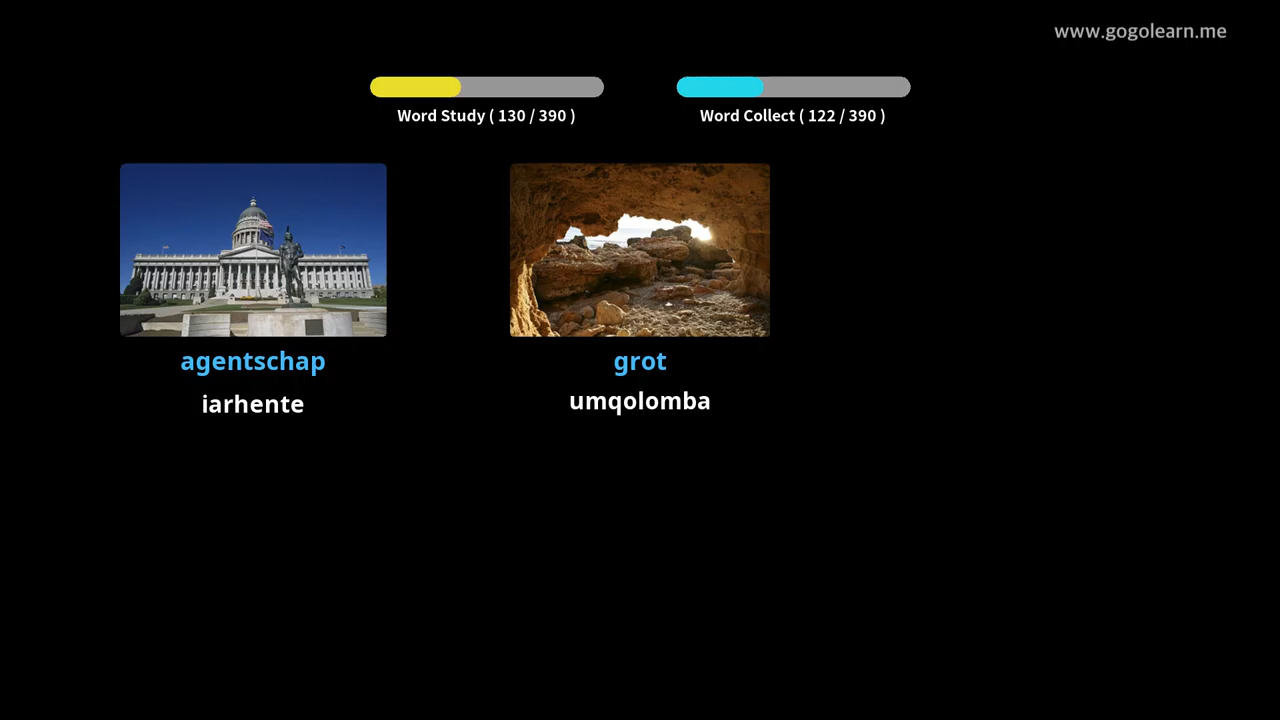 www.gogolearn.me
Word Study ( 130 / 390 )
Word Collect ( 122 / 390 )
agentschap
iarhente
grot
umqolomba